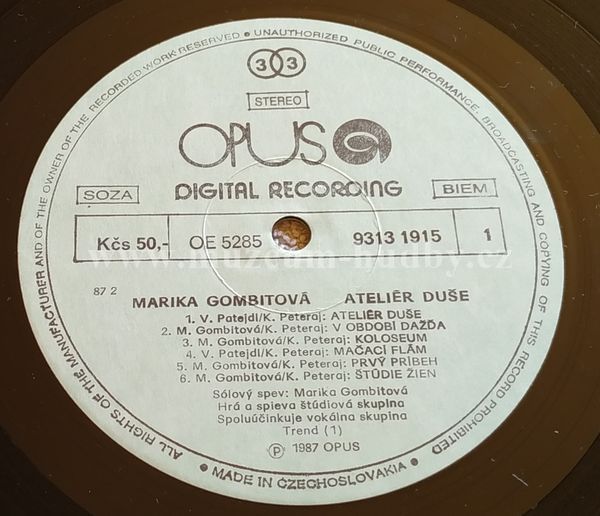 ALL RIGHTS OF THE MANUFACTURER AND OF THE OWNER OF THE RECORDED WORK RESERVED • UNAUTHORIZED PUBLIC PERFORMANCE, BROADCASTING AND COPYING OF THIS RECORD PROHIBITED
33
STEREO
OPUS
DIGITAL RECORDING
SOZA
BIEM
Kčs 50,- OE 5285 9313 1915 1
www.muzeum-hudby.cz
87 2
MARIKA GOMBITOVÁ ATELIÉR DUŠE
1. V. Patejdl/K. Peteraj: ATELIÉR DUŠE
2. M. Gombitová/K. Peteraj: V OBDOBÍ DAŽĎA
3. M. Gombitová/K. Peteraj: KOLOSEUM
4. V. Patejdl/K. Peteraj: MAČACÍ FLÁM
5. M. Gombitová/K. Peteraj: PRVÝ PRÍBEH
6. M. Gombitová/K. Peteraj: ŠTÚDIE ŽIEN
Sólový spev: Marika Gombitová
Hrá a spieva štúdiová skupina
Spoluúčinkuje vokálna skupina
Trend (1)
Ⓟ 1987 OPUS
• MADE IN CZECHOSLOVAKIA •